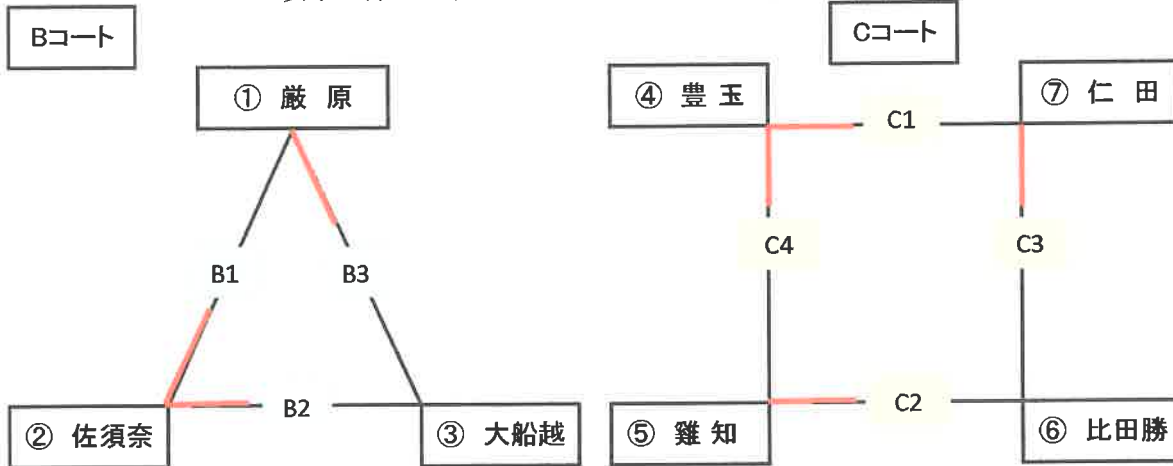 Bコート
Cコート
① 厳 原
④ 豊 玉
⑦ 仁 田
C1
B1
B3
C4
C3
② 佐須奈
B2
③ 大船越
⑤ 雞 知
C2
⑥ 比田勝